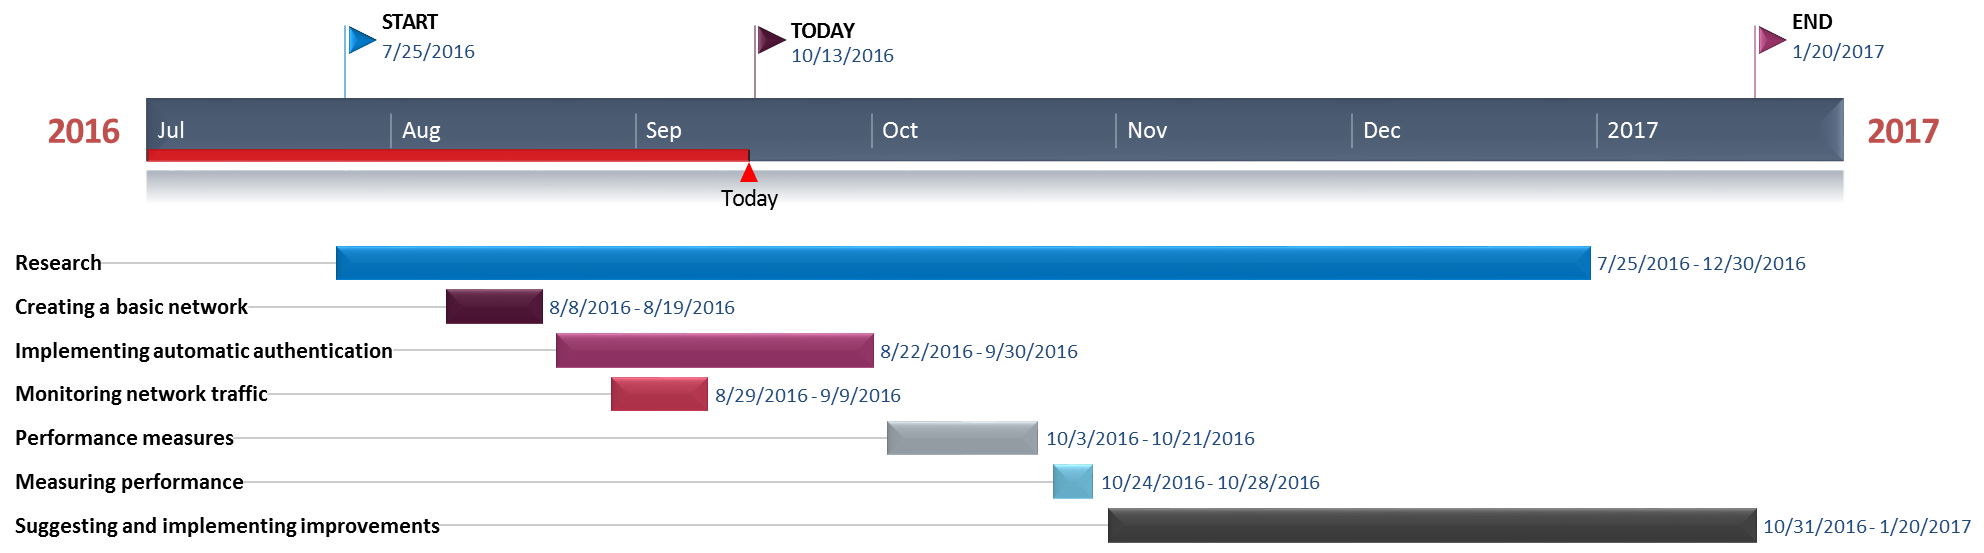 START
7/25/2016
TODAY
10/13/2016
END
1/20/2017
2016 Jul Aug Sep Oct Nov Dec 2017 2017
Today
Research 7/25/2016 - 12/30/2016
Creating a basic network 8/8/2016 - 8/19/2016
Implementing automatic authentication 8/22/2016 - 9/30/2016
Monitoring network traffic 8/29/2016 - 9/9/2016
Performance measures 10/3/2016 - 10/21/2016
Measuring performance 10/24/2016 - 10/28/2016
Suggesting and implementing improvements 10/31/2016 - 1/20/2017